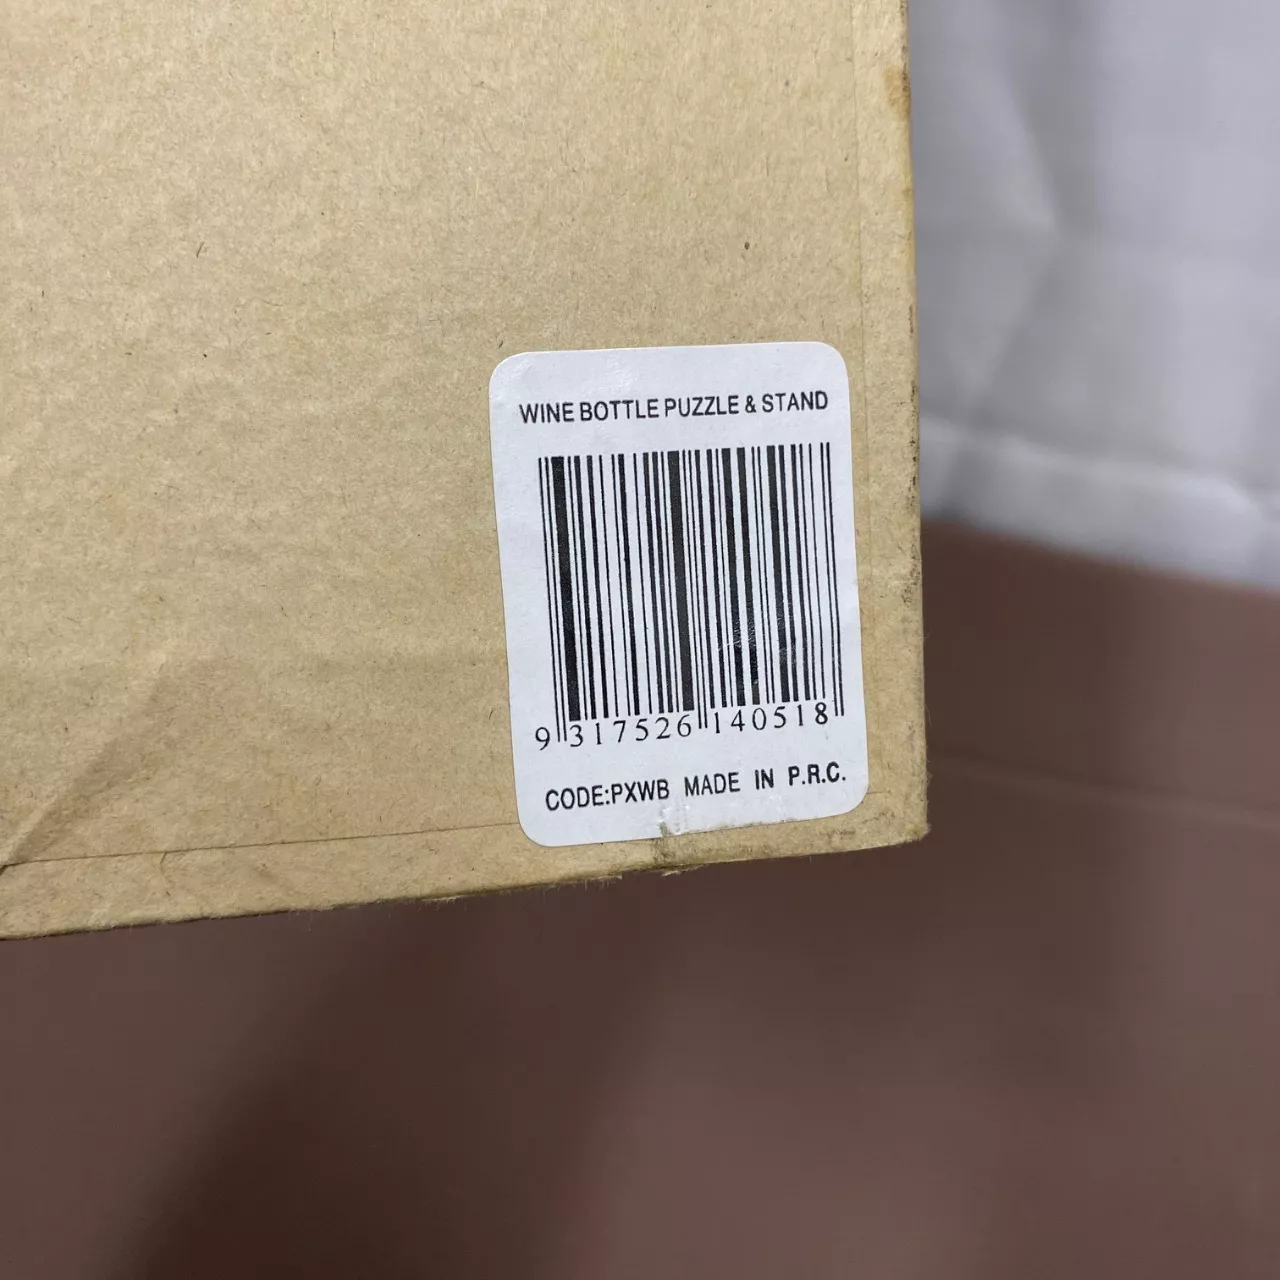 WINE BOTTLE PUZZLE & STAND
9 317526 140518
CODE:PXWB MADE IN P.R.C.